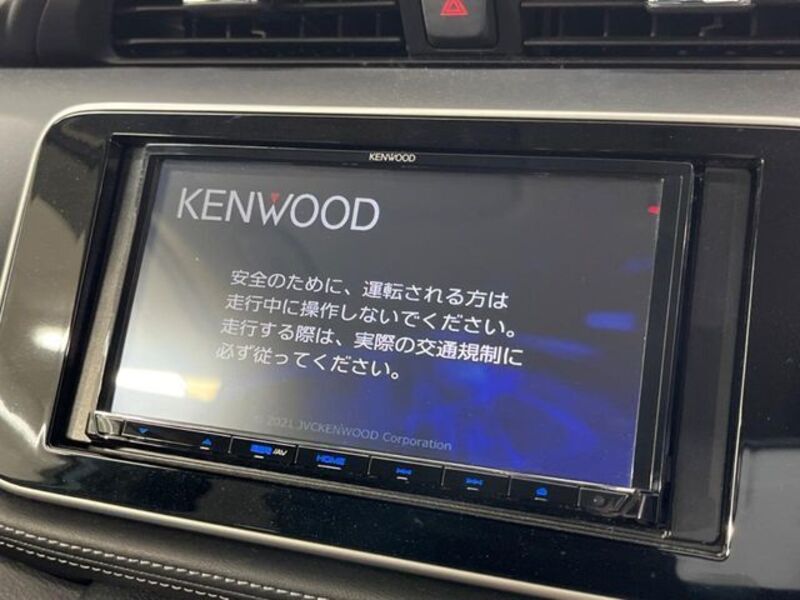 KENWOOD
KENWOOD
安全のために、運転される方は
走行中に操作しないでください。
走行する際は、実際の交通規制に
必ず従ってください。
© 2021 JVCKENWOOD Corporation
/AV
HOME